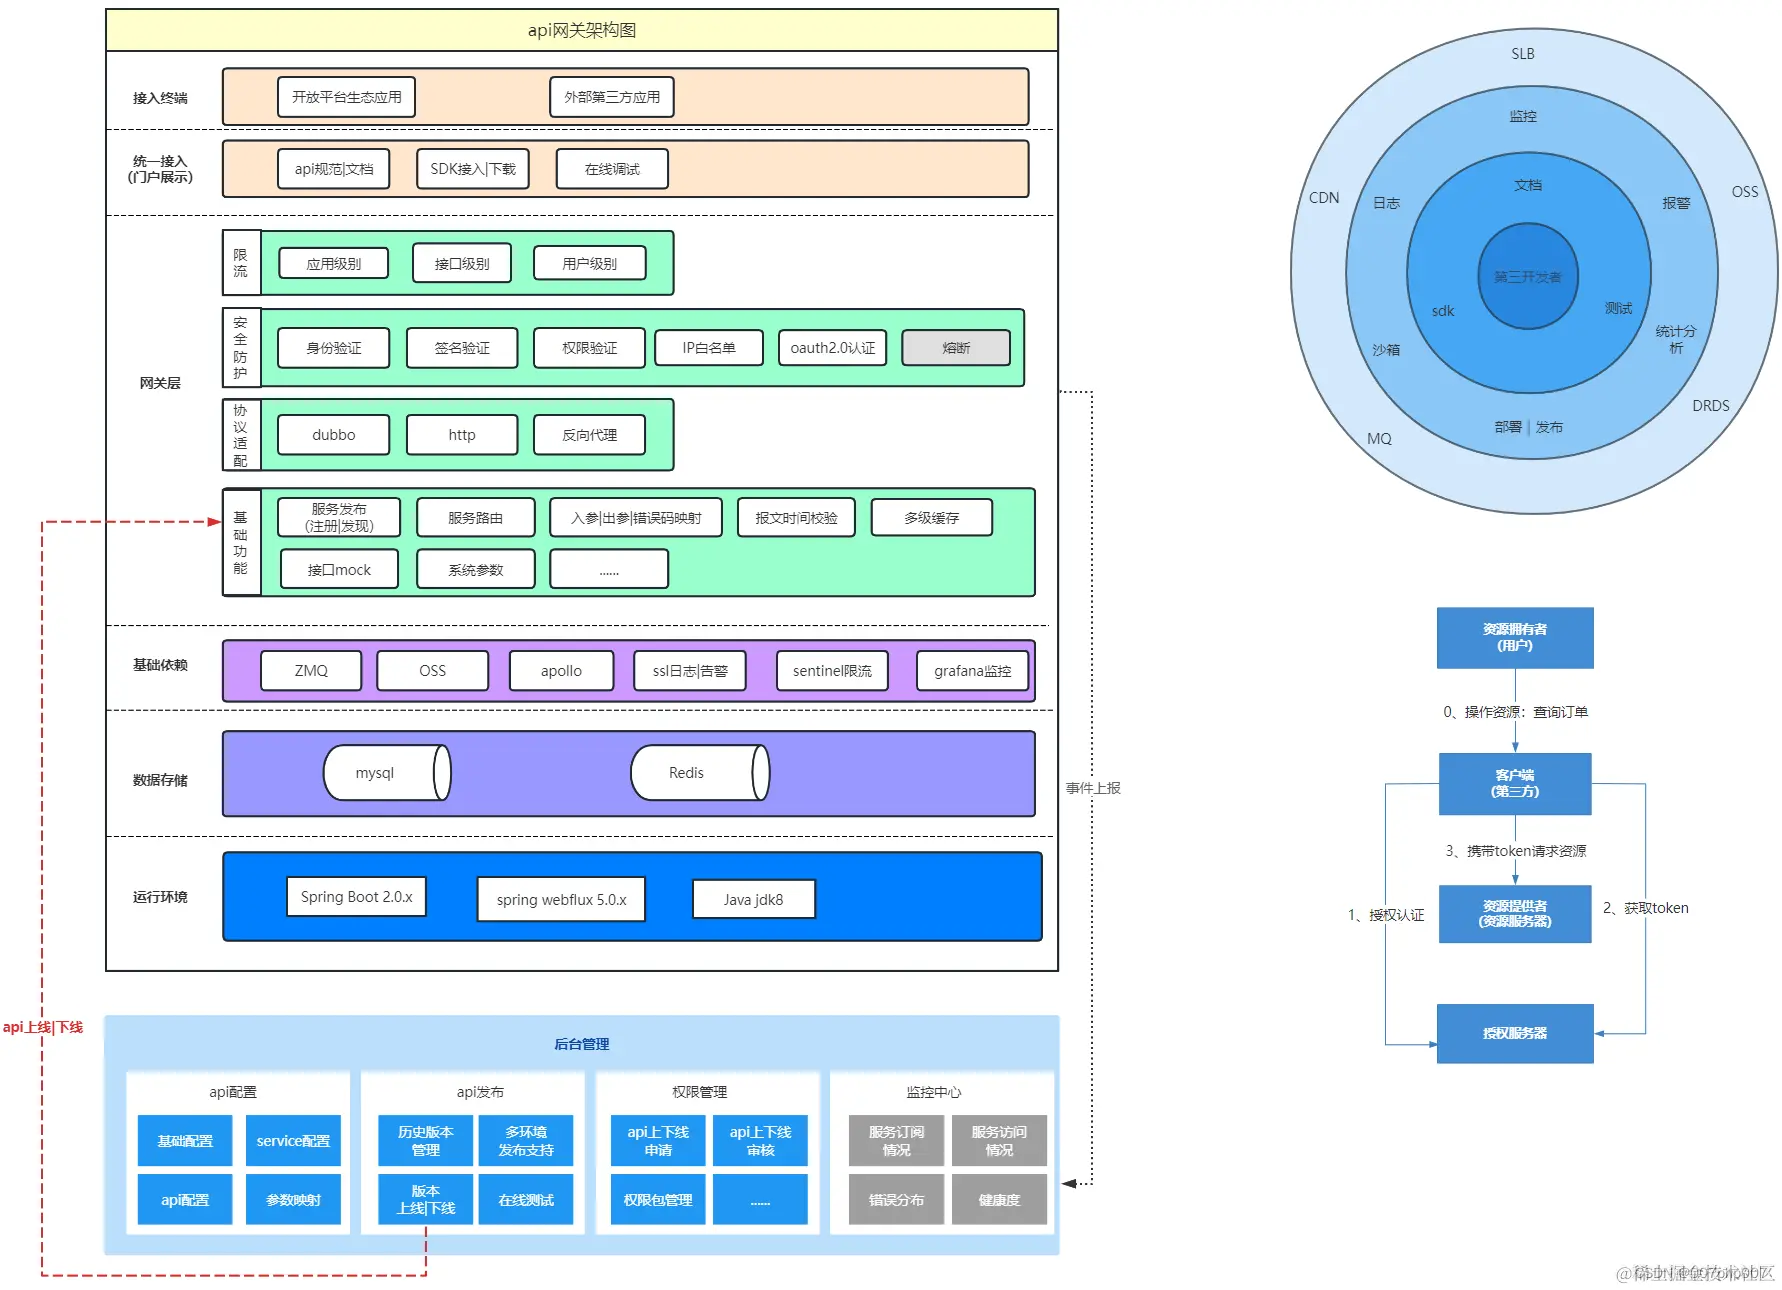 api网关架构图
接入终端
开放平台生态应用
外部第三方应用
统一接入
(门户展示)
api规范|文档
SDK接入|下载
在线调试
网关层
限流
应用级别
接口级别
用户级别
安全防护
身份验证
签名验证
权限验证
IP白名单
oauth2.0认证
熔断
协议适配
dubbo
http
反向代理
基础功能
服务发布
（注册|发现）
服务路由
入参|出参|错误码映射
报文时间校验
多级缓存
接口mock
系统参数
......
基础依赖
ZMQ
OSS
apollo
ssl日志|告警
sentinel限流
grafana监控
数据存储
mysql
Redis
运行环境
Spring Boot 2.0.x
spring webflux 5.0.x
Java jdk8
事件上报
api上线|下线
后台管理
api配置
基础配置
service配置
api配置
参数映射
api发布
历史版本
管理
多环境
发布支持
版本
上线|下线
在线测试
权限管理
api上下线
申请
api上下线
审核
权限包管理
......
监控中心
服务订阅
情况
服务访问
情况
错误分布
健康度
SLB
监控
文档
CDN
日志
报警
OSS
第三开发者
sdk
测试
沙箱
统计分
析
DRDS
MQ
部署 | 发布
资源拥有者
(用户)
0、操作资源：查询订单
客户端
(第三方)
3、携带token请求资源
资源提供者
(资源服务器)
1、授权认证
2、获取token
授权服务器
@稀土掘金技术社区